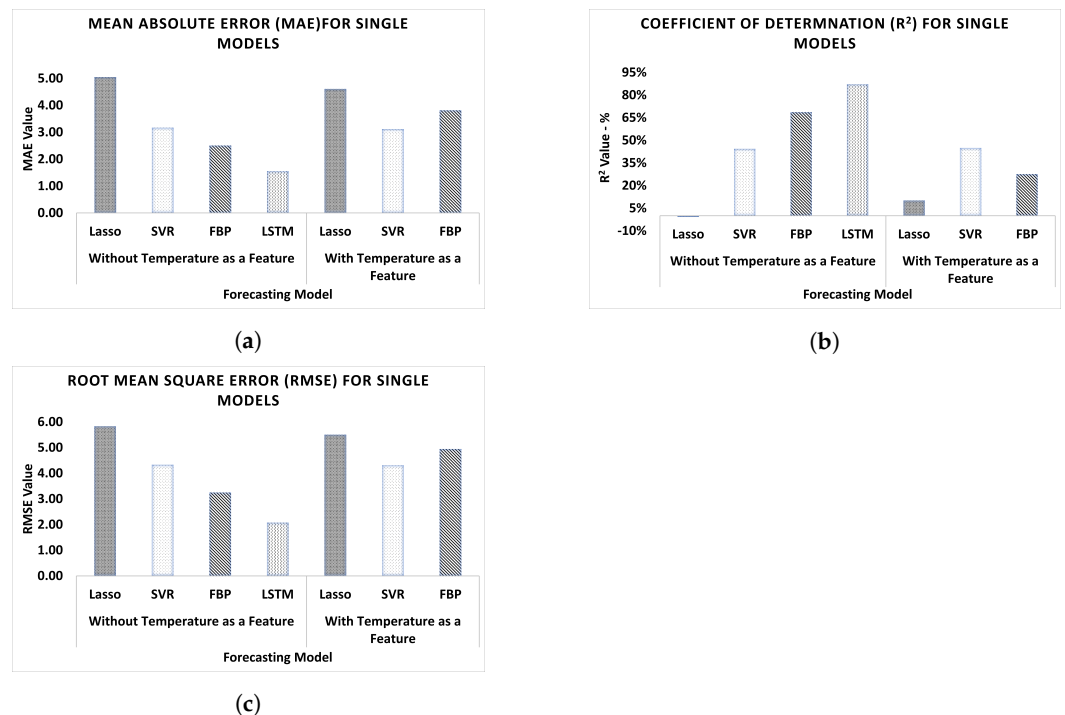 MEAN ABSOLUTE ERROR (MAE)FOR SINGLE
MODELS
MAE Value
5.00
4.00
3.00
2.00
1.00
0.00
Lasso SVR FBP LSTM Lasso SVR FBP
Without Temperature as a Feature With Temperature as a
Feature
Forecasting Model
(a)
COEFFICIENT OF DETERMNATION (R²) FOR SINGLE
MODELS
R² Value - %
95%
80%
65%
50%
35%
20%
5%
-10%
Lasso SVR FBP LSTM Lasso SVR FBP
Without Temperature as a Feature With Temperature as a
Feature
Forecasting Model
(b)
ROOT MEAN SQUARE ERROR (RMSE) FOR SINGLE
MODELS
RMSE Value
6.00
5.00
4.00
3.00
2.00
1.00
0.00
Lasso SVR FBP LSTM Lasso SVR FBP
Without Temperature as a Feature With Temperature as a
Feature
Forecasting Model
(c)